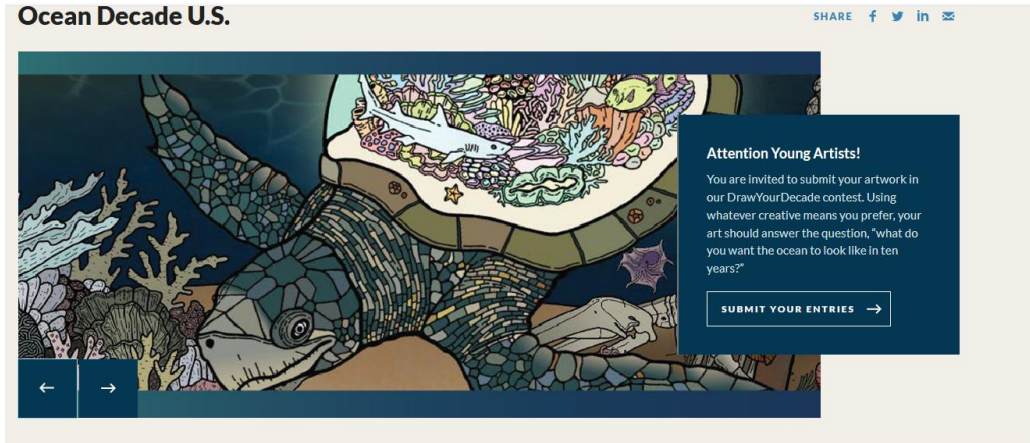 Ocean Decade U.S.
SHARE
Attention Young Artists!
You are invited to submit your artwork in
our DrawYourDecade contest. Using
whatever creative means you prefer, your
art should answer the question, “what do
you want the ocean to look like in ten
years?”
SUBMIT YOUR ENTRIES